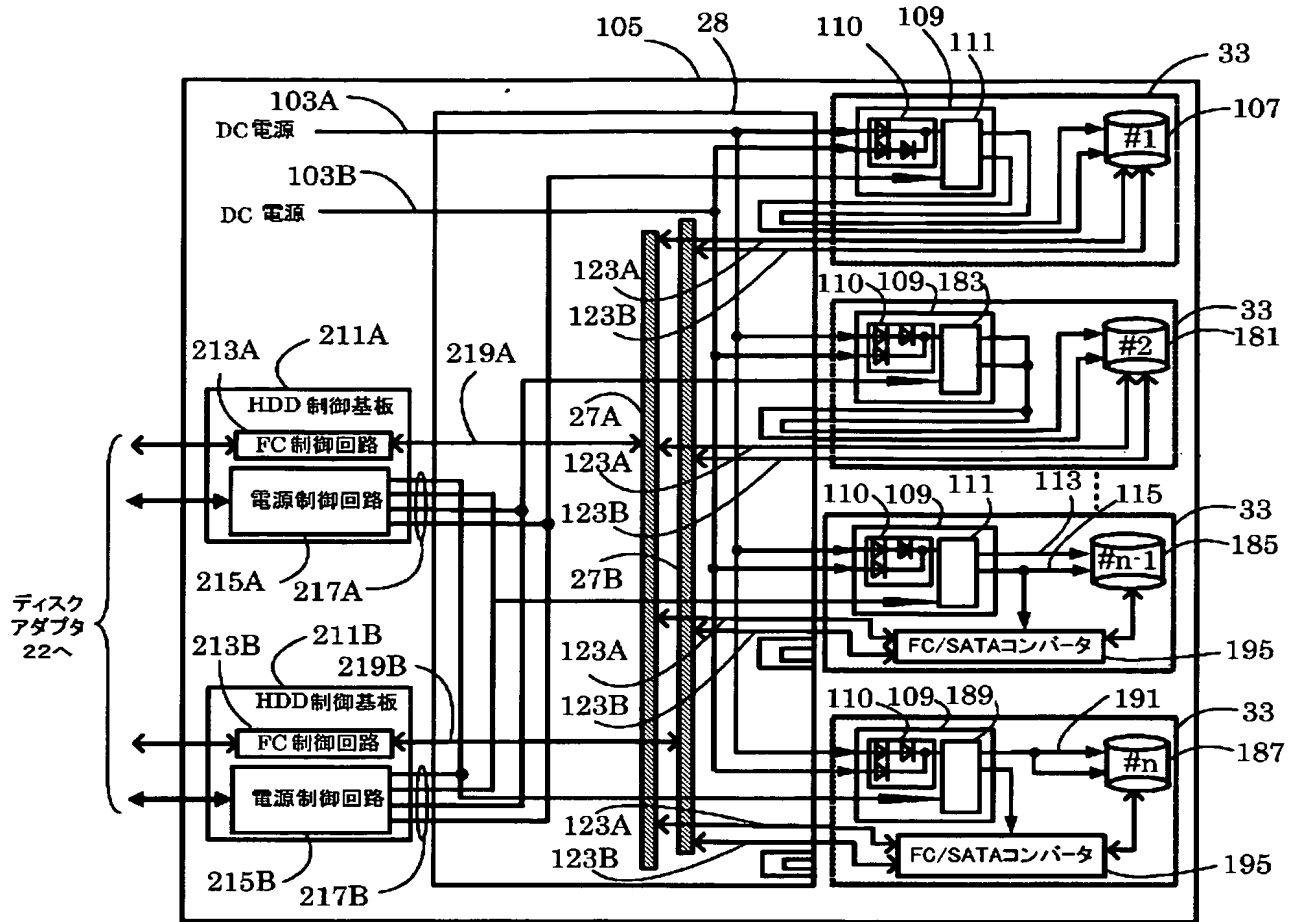 28
105
110
109
111
33
103A
DC 電源
#1
107
103B
DC 電源
123A
110
109
183
33
123B
211A
213A
219A
#2
181
HDD 制御基板
27A
FC 制御回路
123A
電源制御回路
110
109
111
113
115
33
123B
#n-1
185
215A
217A
27B
ディスク
アダプタ
22へ
211B
213B
219B
123A
FC/SATAコンバータ
195
HDD 制御基板
123B
110
109
189
191
33
FC 制御回路
#n
187
電源制御回路
123A
123B
FC/SATAコンバータ
195
215B
217B